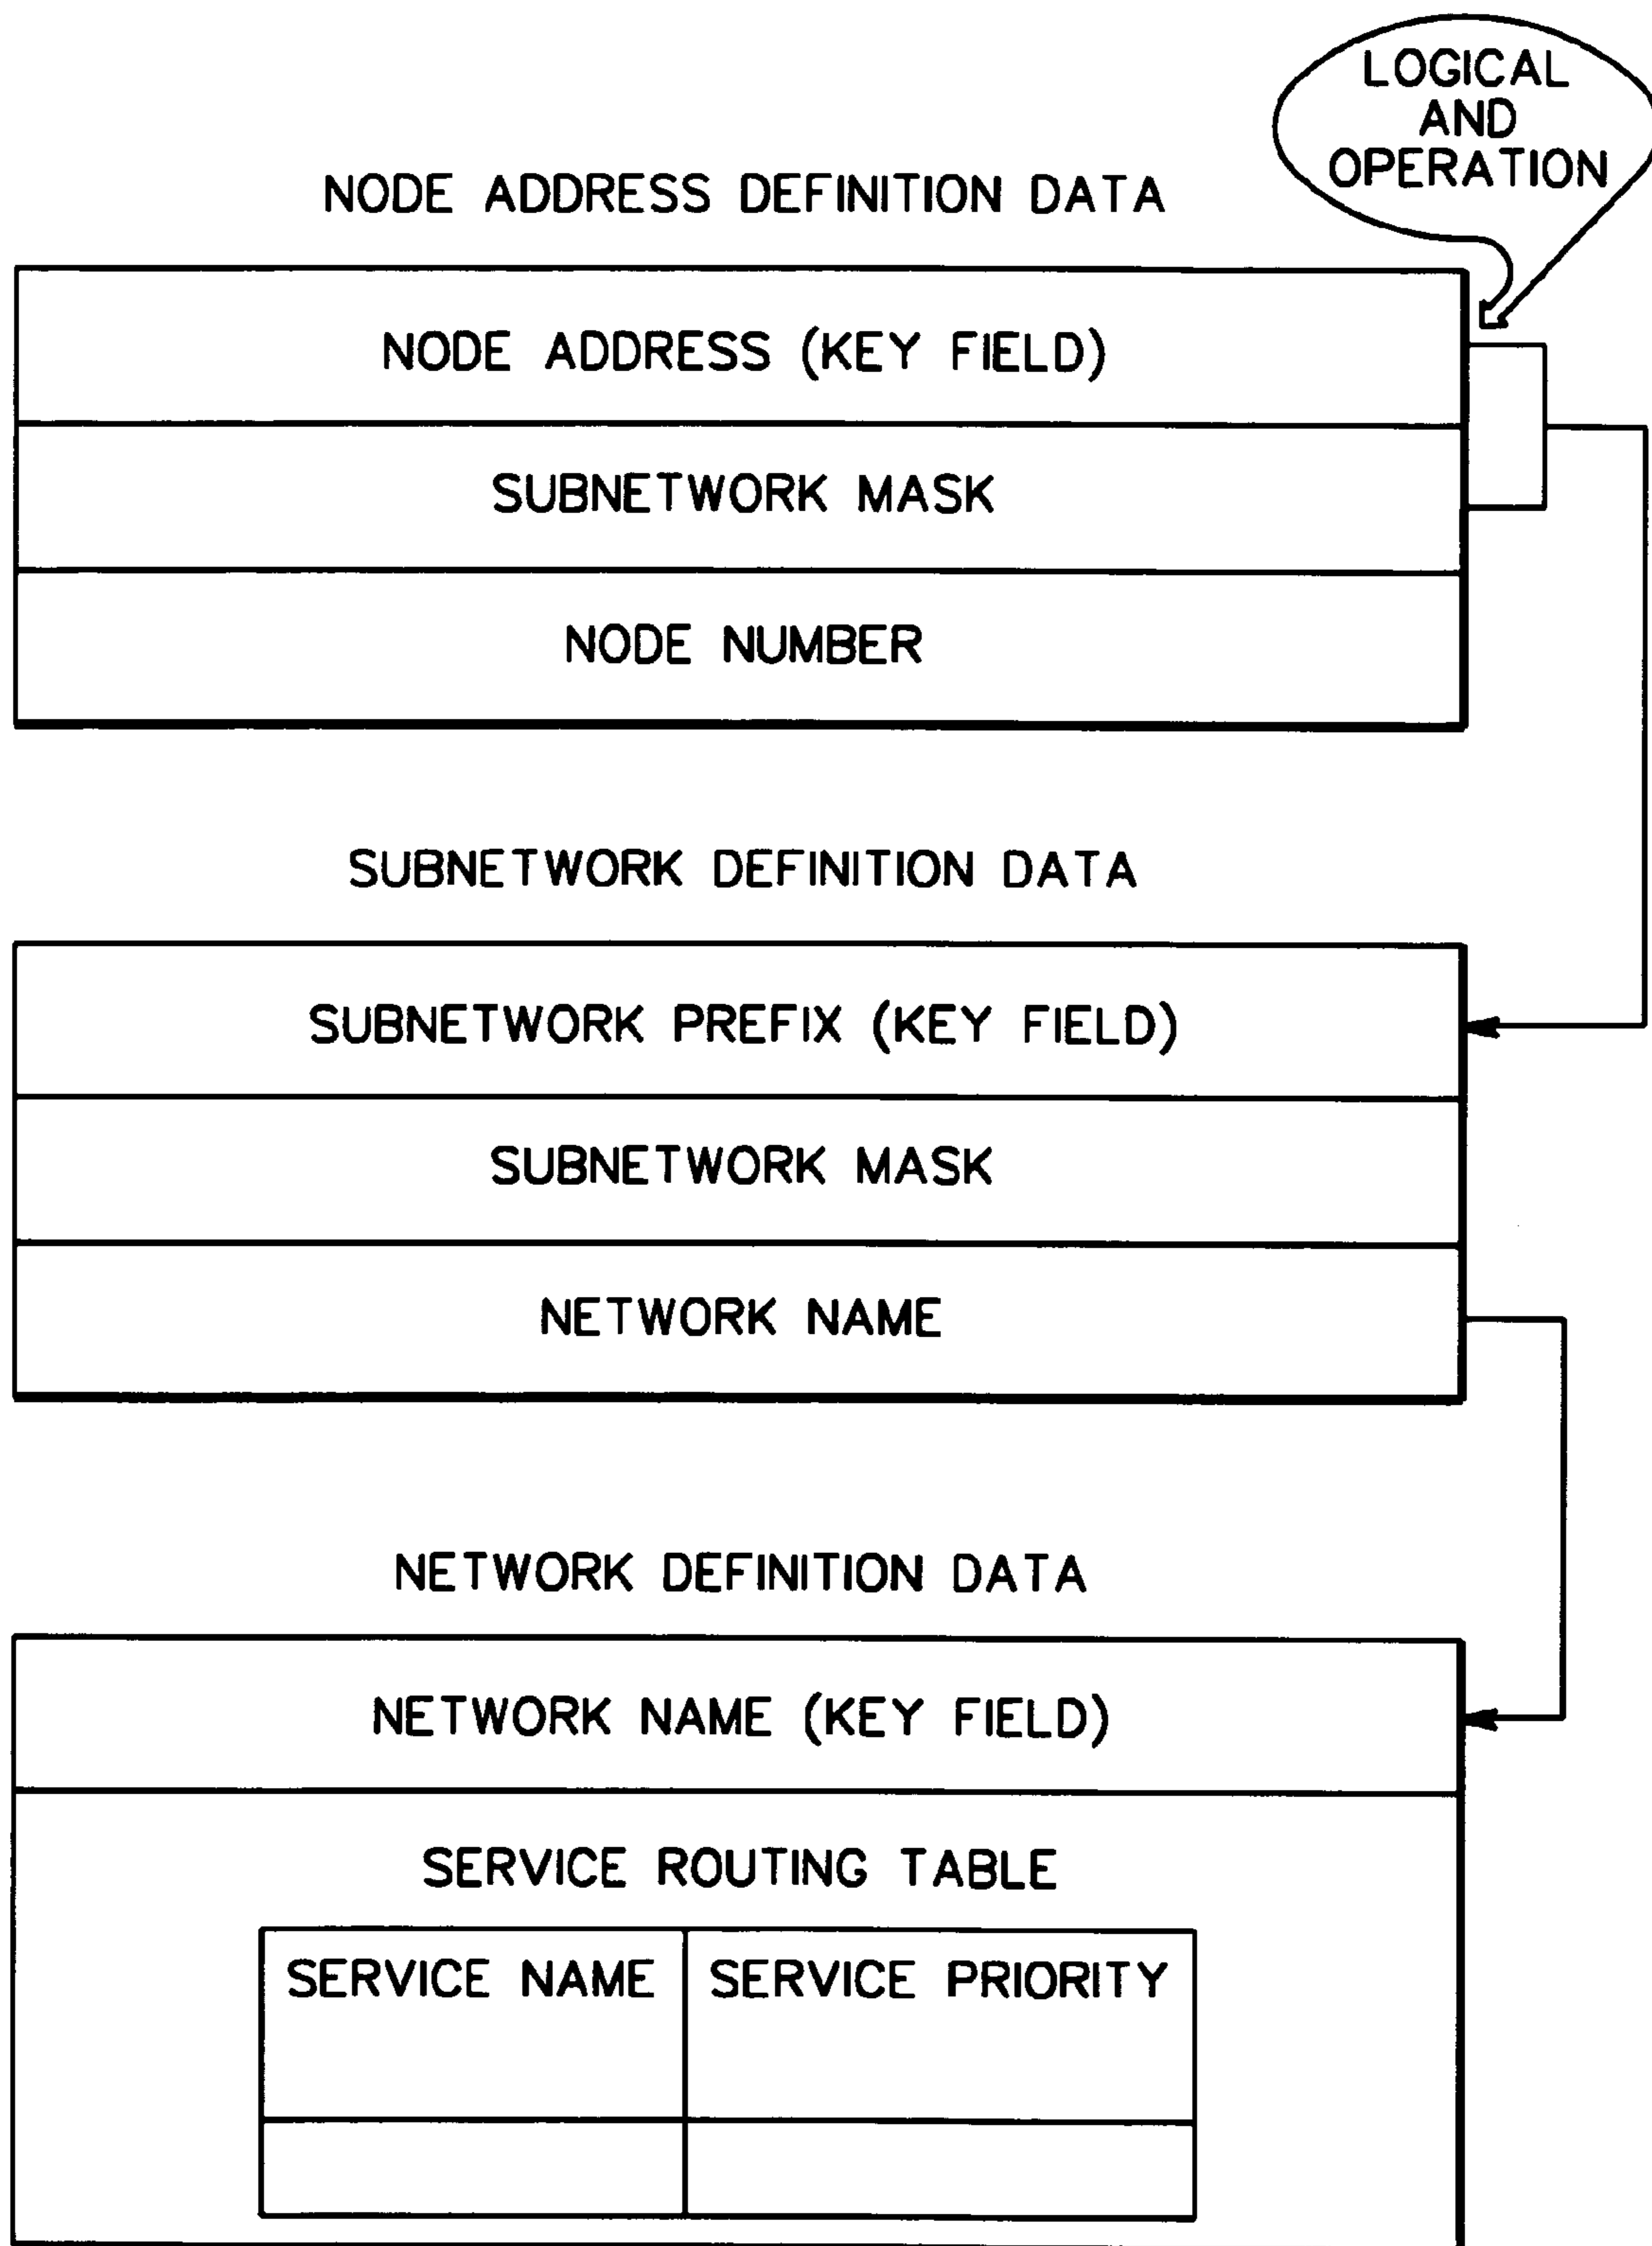 LOGICAL
AND
OPERATION
NODE ADDRESS DEFINITION DATA
NODE ADDRESS (KEY FIELD)
SUBNETWORK MASK
NODE NUMBER
SUBNETWORK DEFINITION DATA
SUBNETWORK PREFIX (KEY FIELD)
SUBNETWORK MASK
NETWORK NAME
NETWORK DEFINITION DATA
NETWORK NAME (KEY FIELD)
SERVICE ROUTING TABLE
SERVICE NAME SERVICE PRIORITY